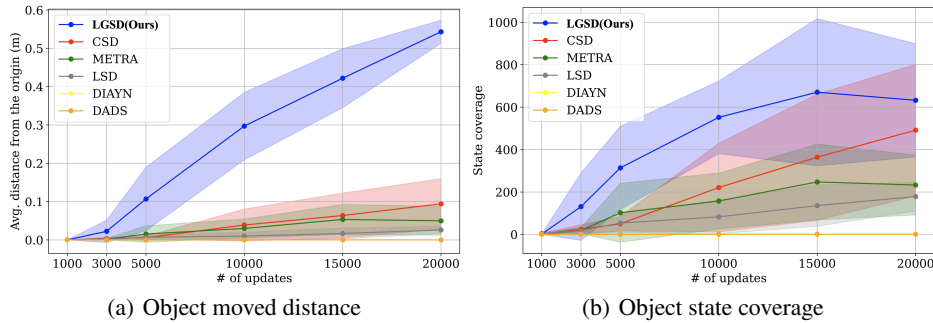 LGSD(Ours)
CSD
METRA
LSD
DIAYN
DADS
Avg. distance from the origin (m)
0.6
0.5
0.4
0.3
0.2
0.1
0.0
1000 3000 5000 10000 15000 20000
# of updates
(a) Object moved distance
LGSD(Ours)
CSD
METRA
LSD
DIAYN
DADS
State coverage
1000
800
600
400
200
0
1000 3000 5000 10000 15000 20000
# of updates
(b) Object state coverage